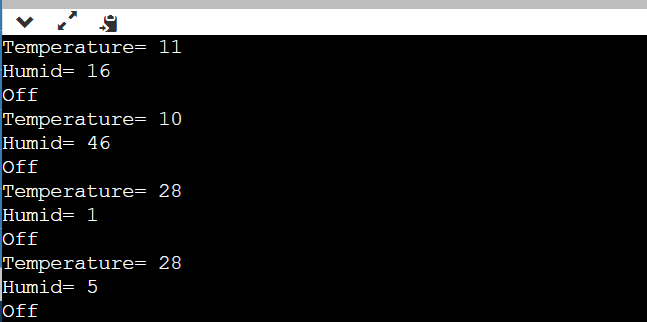 Temperature= 11
Humid= 16
Off
Temperature= 10
Humid= 46
Off
Temperature= 28
Humid= 1
Off
Temperature= 28
Humid= 5
Off